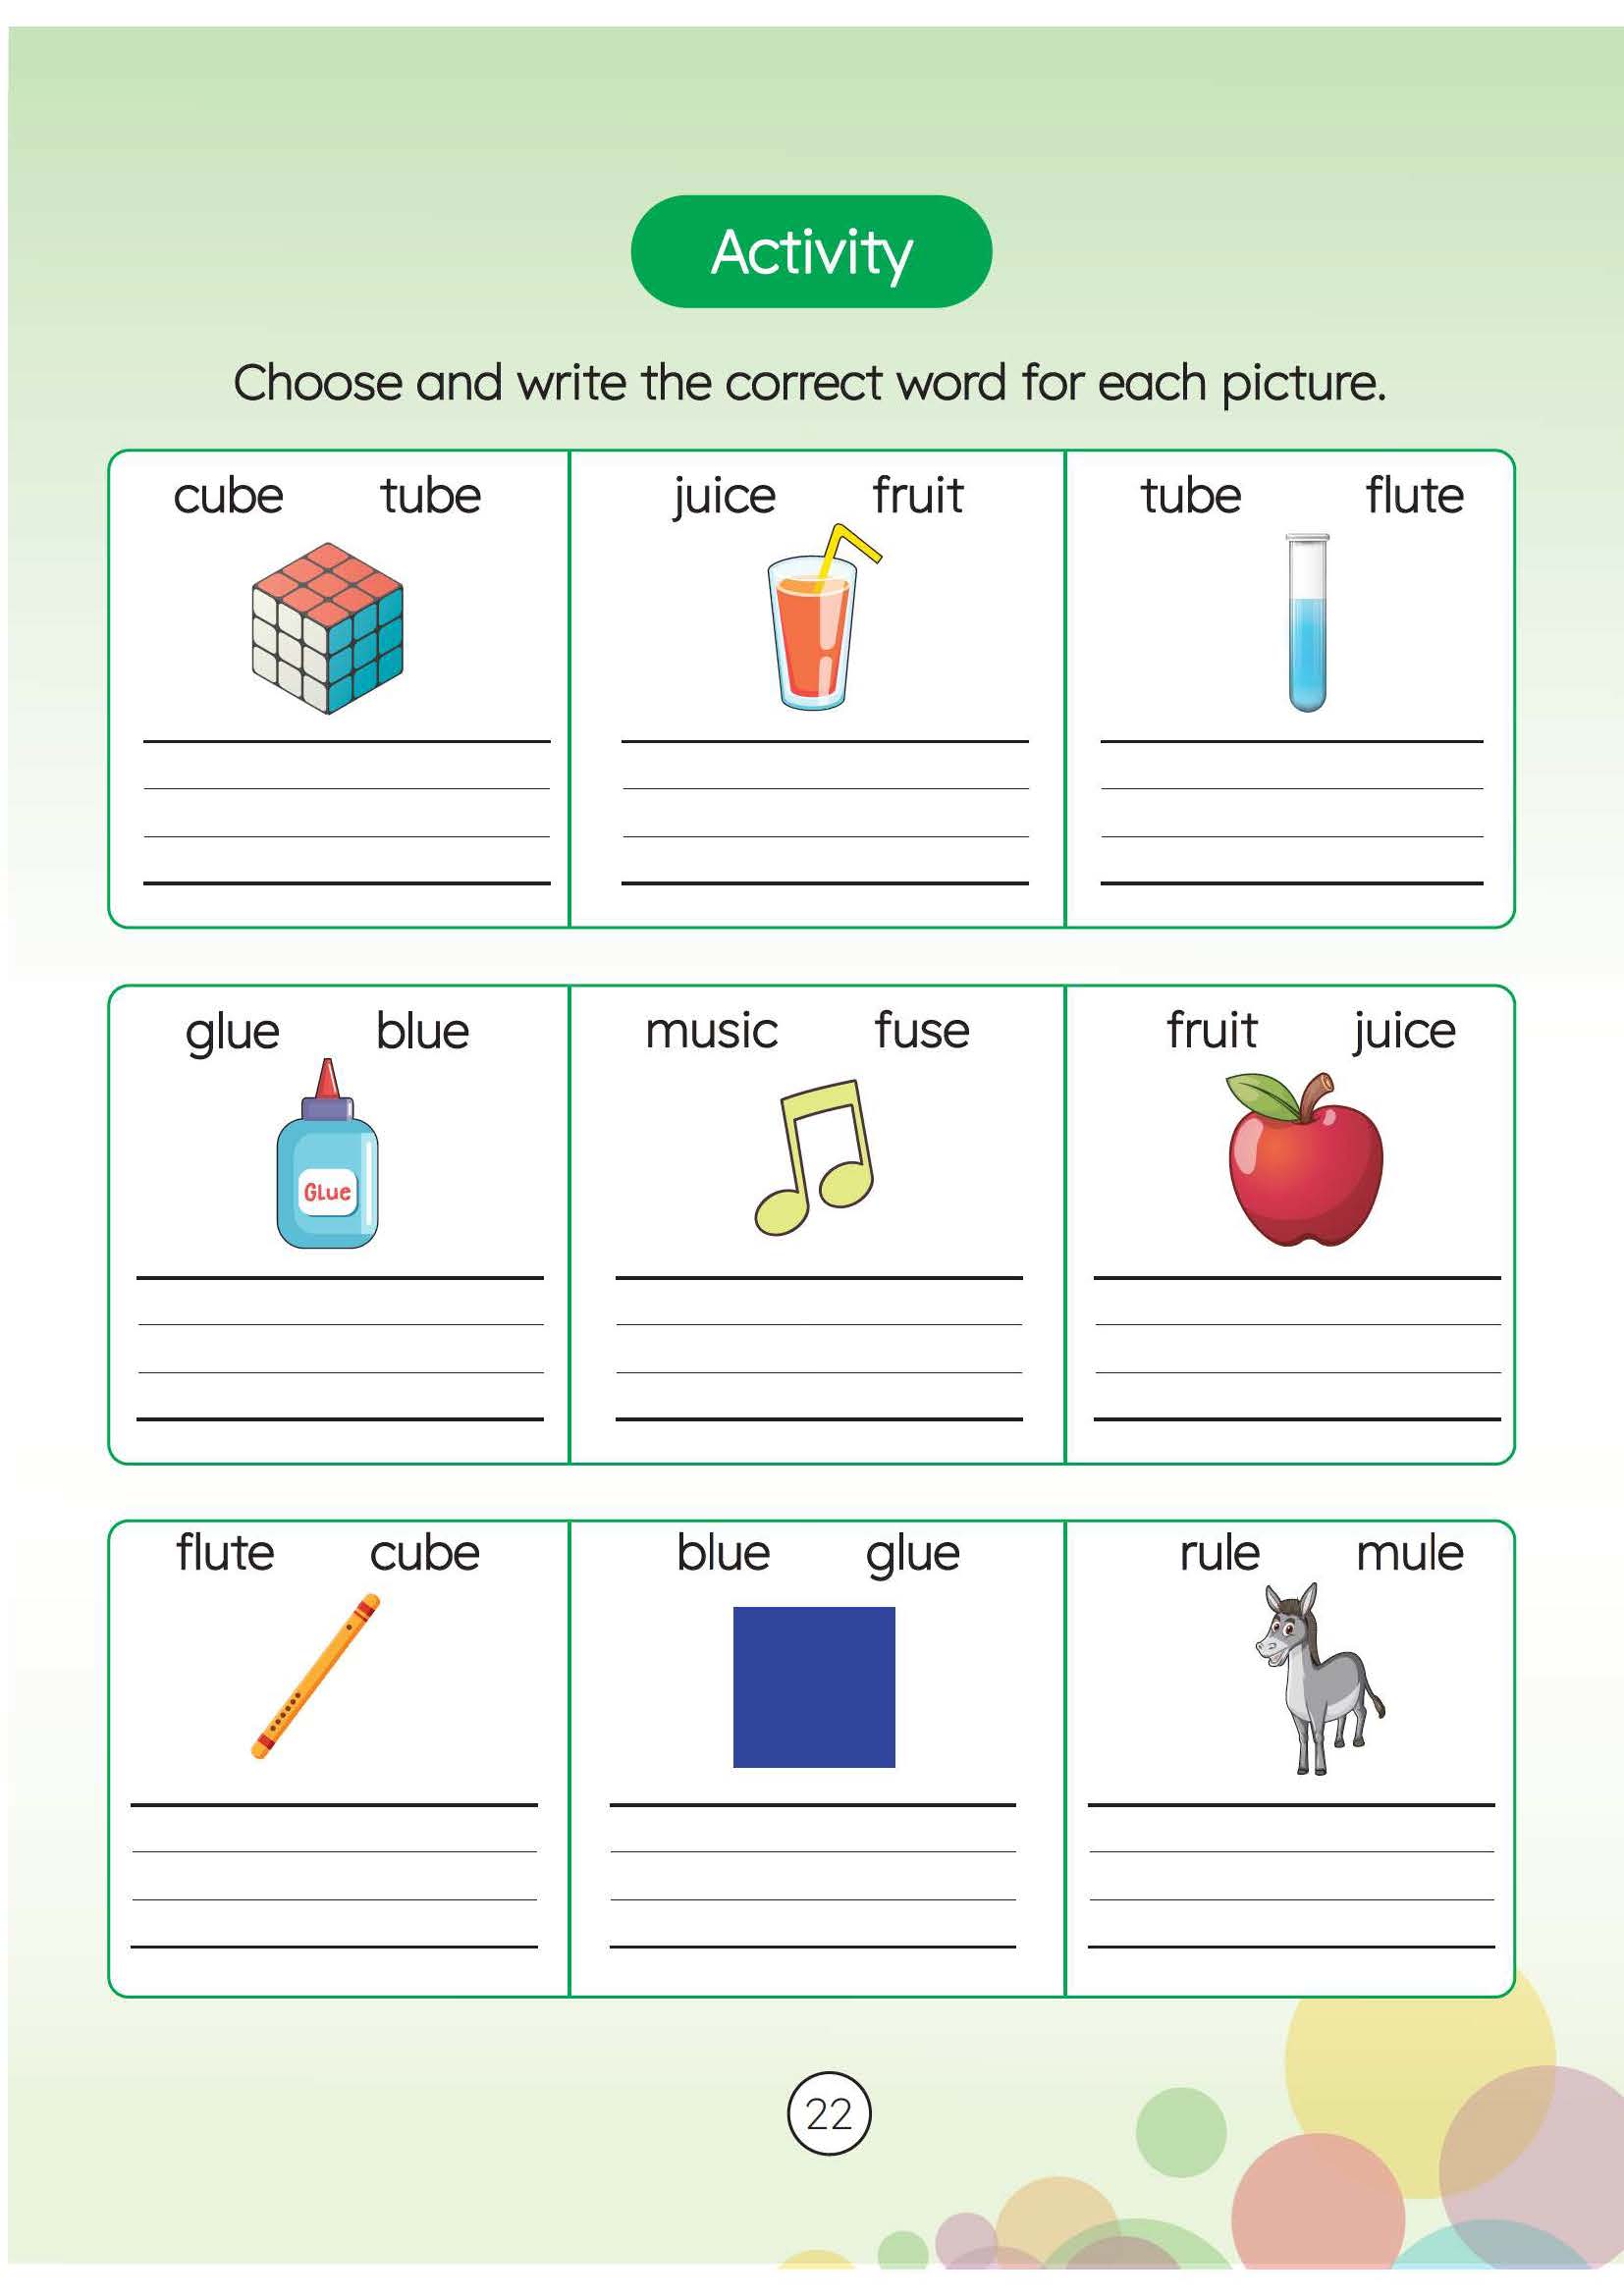 Activity
Choose and write the correct word for each picture.
cube tube
juice fruit
tube flute
glue blue
Glue
music fuse
fruit juice
flute cube
blue glue
rule mule
22